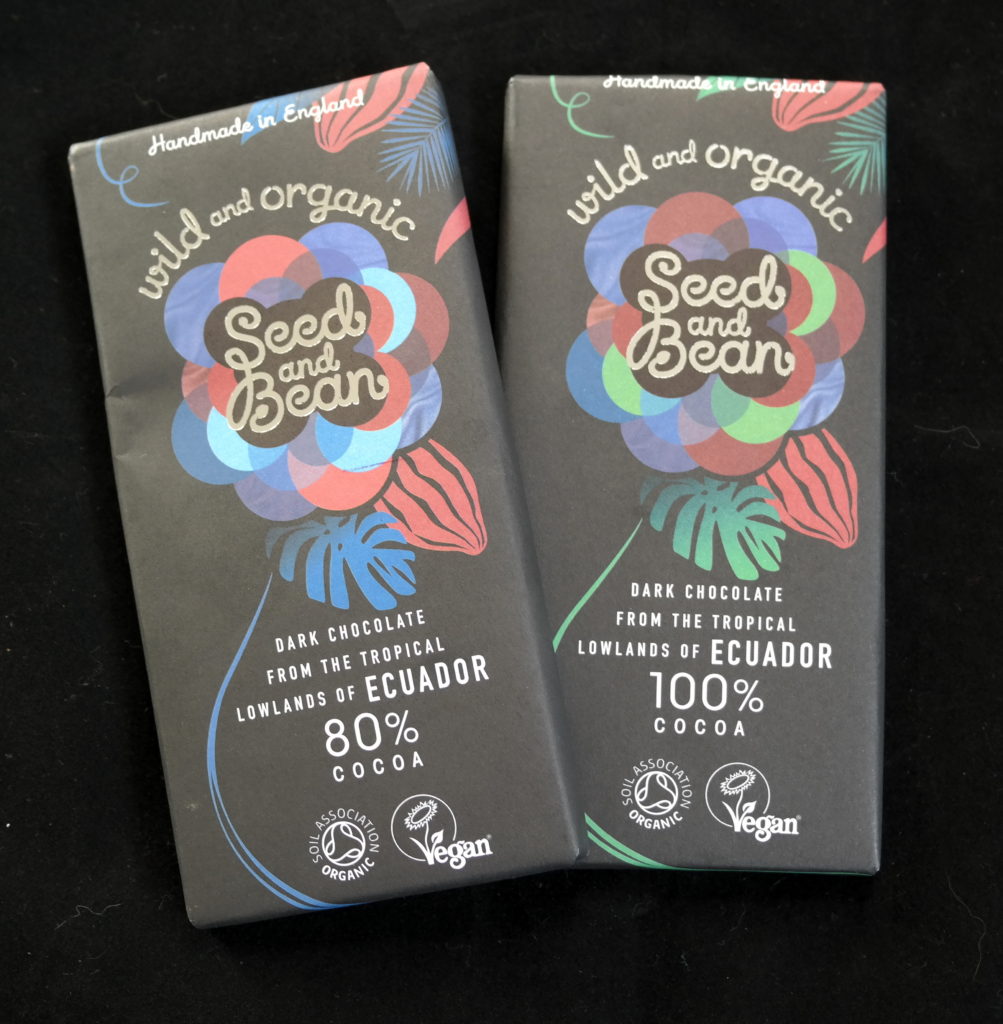 Handmade in England
wild and organic
Seed
and
Bean
DARK CHOCOLATE
FROM THE TROPICAL
LOWLANDS OF ECUADOR
80%
COCOA
SOIL ASSOCIATION
ORGANIC
Vegan®
Handmade in England
wild and organic
Seed
and
Bean
DARK CHOCOLATE
FROM THE TROPICAL
LOWLANDS OF ECUADOR
100%
COCOA
SOIL ASSOCIATION
ORGANIC
Vegan